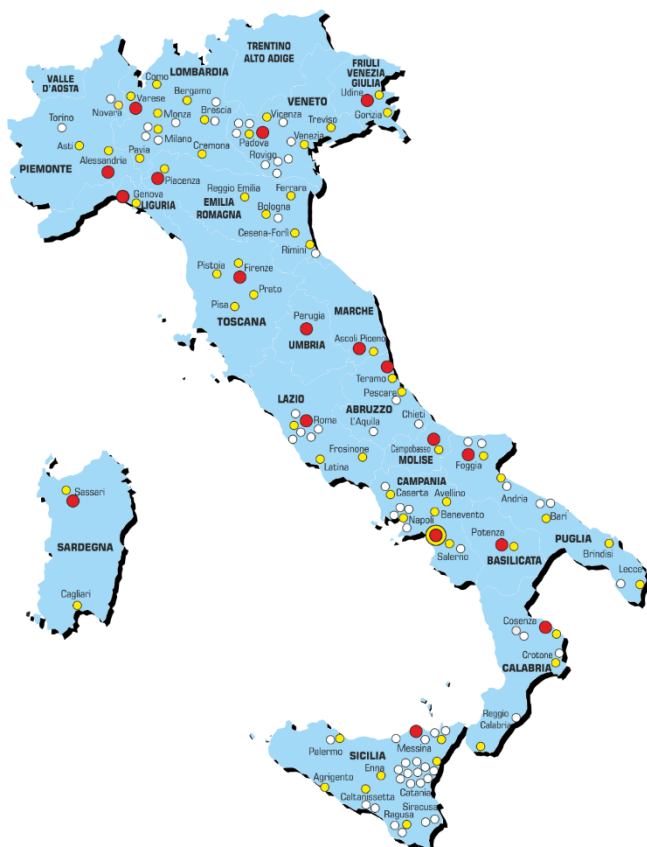 TRENTINO
ALTO ADIGE
FRIULI
VENEZIA
GIULIA
VALLE
D'AOSTA
LOMBARDIA
Como
Bergamo
Udine
Varese
VENETO
Novara
Monza
Brescia
Vicenza
Treviso
Gorizia
Torino
Milano
Padova
Venezia
Asti
Pavia
Cremona
Rovigo
Alessandria
PIEMONTE
Piacenza
Genova
LIGURIA
Reggio Emilia
Ferrara
EMILIA
ROMAGNA
Bologna
Cesena-Forlì
Rimini
Pistoia
Firenze
Prato
Pisa
TOSCANA
MARCHE
Perugia
UMBRIA
Ascoli Piceno
Teramo
Pescara
LAZIO
ABRUZZO
Chieti
Roma
L'Aquila
Campobasso
MOLISE
Frosinone
Latina
Foggia
CAMPANIA
Caserta
Avellino
Andria
Benevento
Napoli
Bari
Sassari
Salerno
Potenza
BASILICATA
PUGLIA
Brindisi
SARDEGNA
Lecce
Cagliari
Cosenza
Crotone
CALABRIA
Reggio
Calabria
Palermo
SICILIA
Messina
Enna
Agrigento
Caltanissetta
Catania
Siracusa
Ragusa